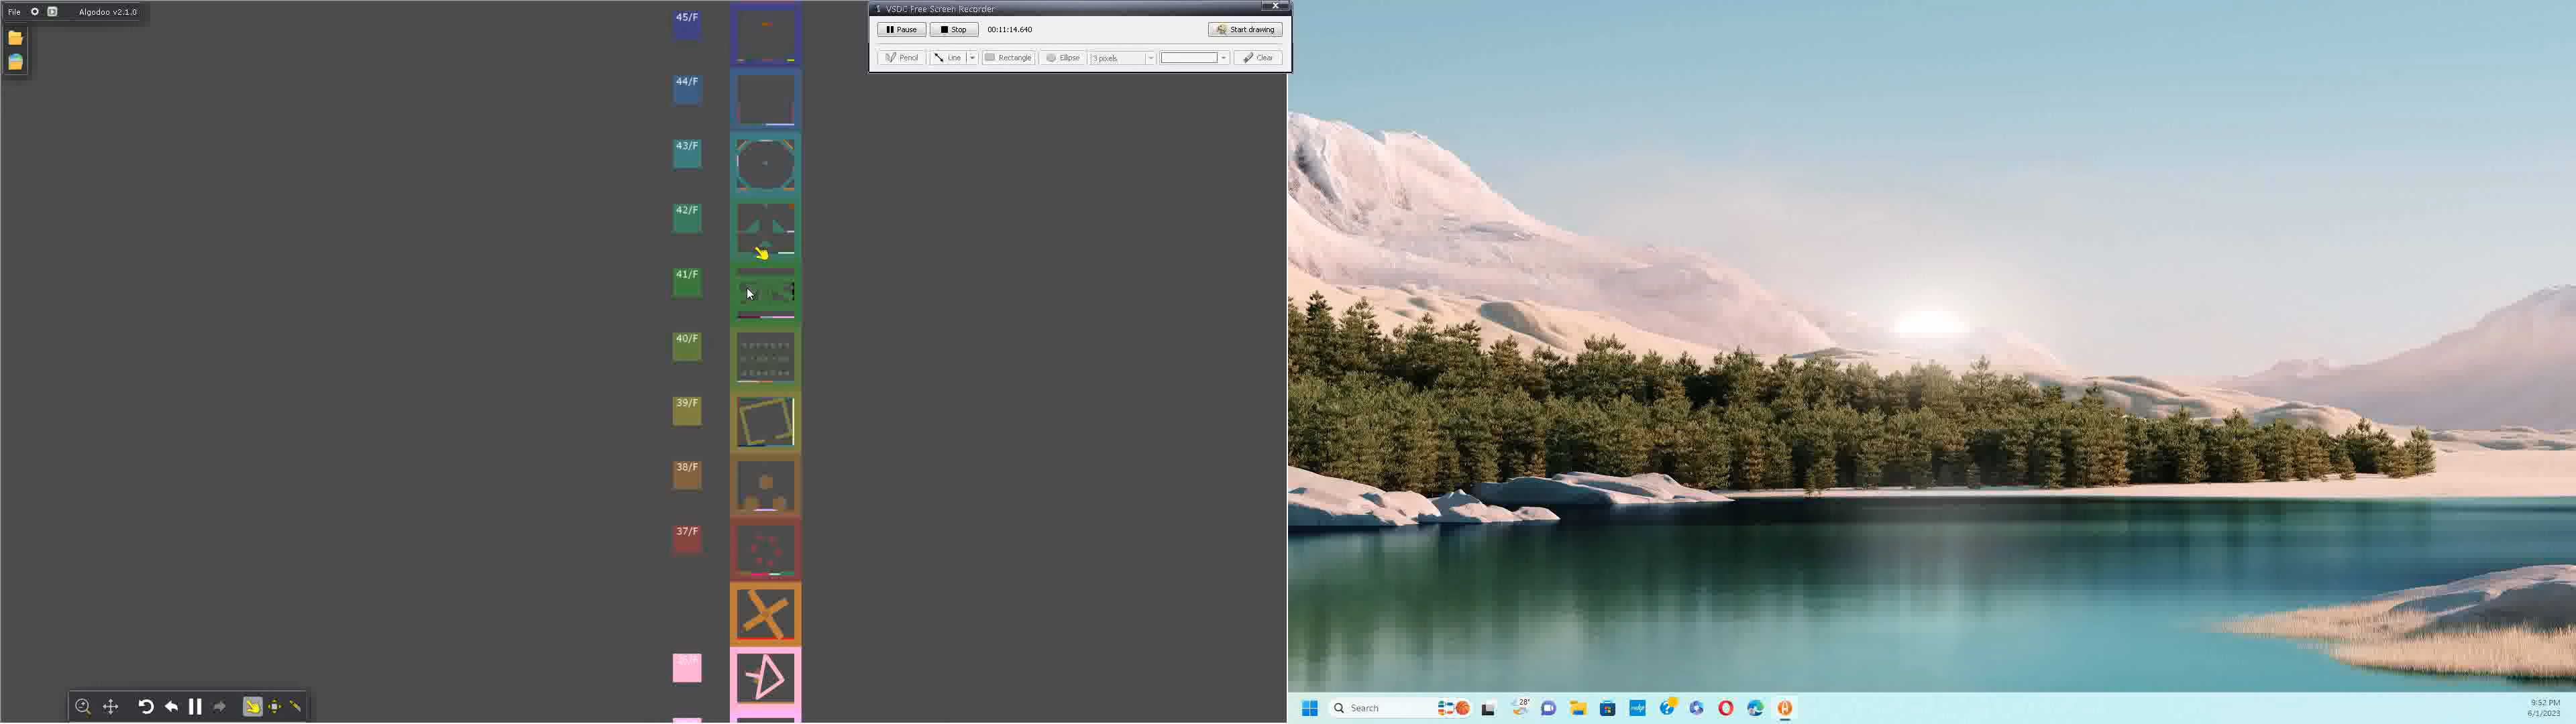 File
Algodoo v2.1.0
VSDC Free Screen Recorder
Pause
Stop
00:11:14.640
Start drawing
Pencil
Line
Rectangle
Ellipse
3 pixels
Clear
45/F
44/F
43/F
42/F
41/F
40/F
39/F
38/F
37/F
Search
28°
9:52 PM
6/1/2023